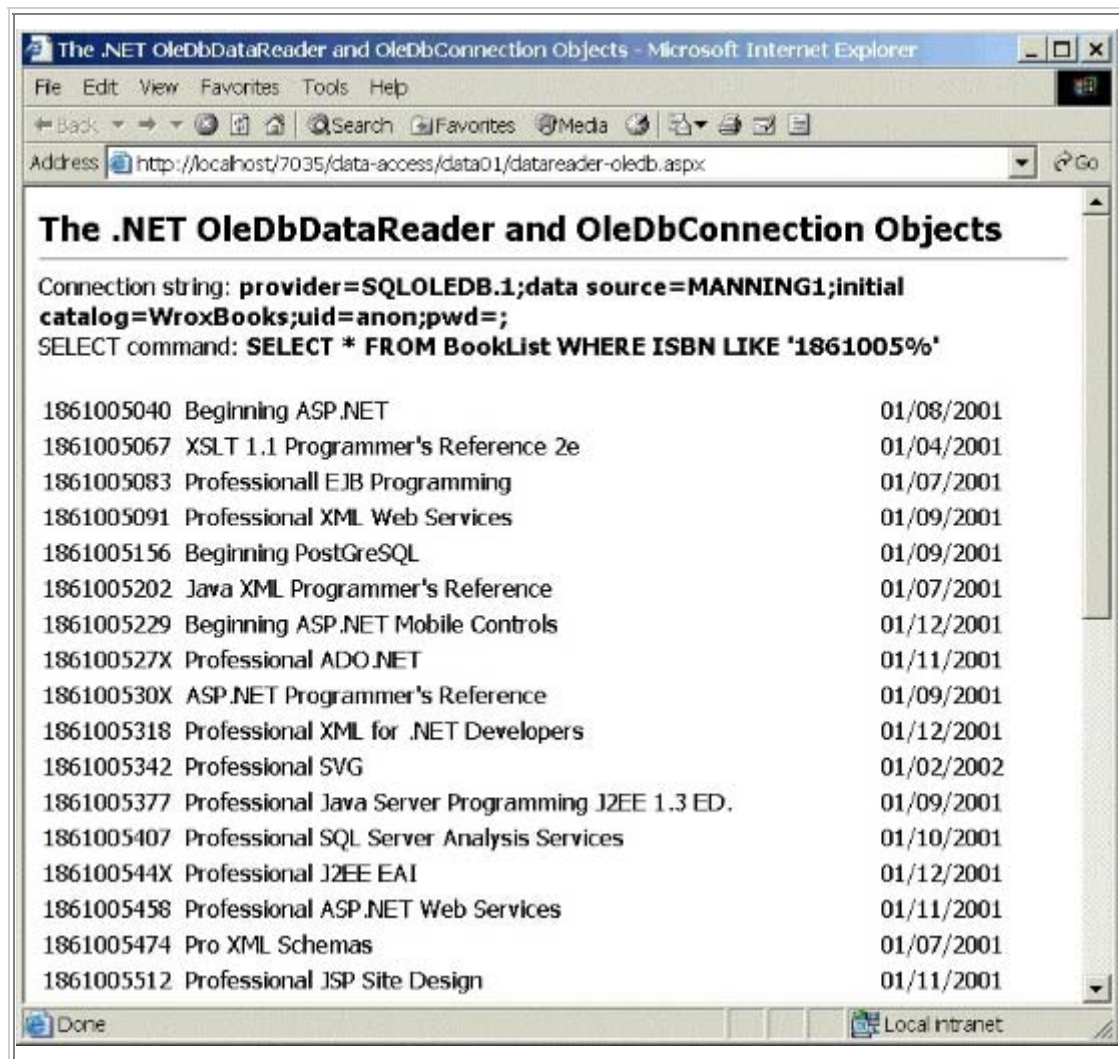 The .NET OleDbDataReader and OleDbConnection Objects - Microsoft Internet Explorer
File Edit View Favorites Tools Help
Back Search Favorites Media
Address http://localhost/7035/data-access/data01/datareader-oledb.aspx Go
The .NET OleDbDataReader and OleDbConnection Objects
Connection string: provider=SQLOLEDB.1;data source=MANNING1;initial
catalog=WroxBooks;uid=anon;pwd=;
SELECT command: SELECT * FROM BookList WHERE ISBN LIKE '1861005%'
1861005040 Beginning ASP.NET 01/08/2001
1861005067 XSLT 1.1 Programmer's Reference 2e 01/04/2001
1861005083 Professionall EJB Programming 01/07/2001
1861005091 Professional XML Web Services 01/09/2001
1861005156 Beginning PostGreSQL 01/09/2001
1861005202 Java XML Programmer's Reference 01/07/2001
1861005229 Beginning ASP.NET Mobile Controls 01/12/2001
186100527X Professional ADO.NET 01/11/2001
186100530X ASP.NET Programmer's Reference 01/09/2001
1861005318 Professional XML for .NET Developers 01/12/2001
1861005342 Professional SVG 01/02/2002
1861005377 Professional Java Server Programming J2EE 1.3 ED. 01/09/2001
1861005407 Professional SQL Server Analysis Services 01/10/2001
186100544X Professional J2EE EAI 01/12/2001
1861005458 Professional ASP.NET Web Services 01/11/2001
1861005474 Pro XML Schemas 01/07/2001
1861005512 Professional JSP Site Design 01/11/2001
Done Local intranet